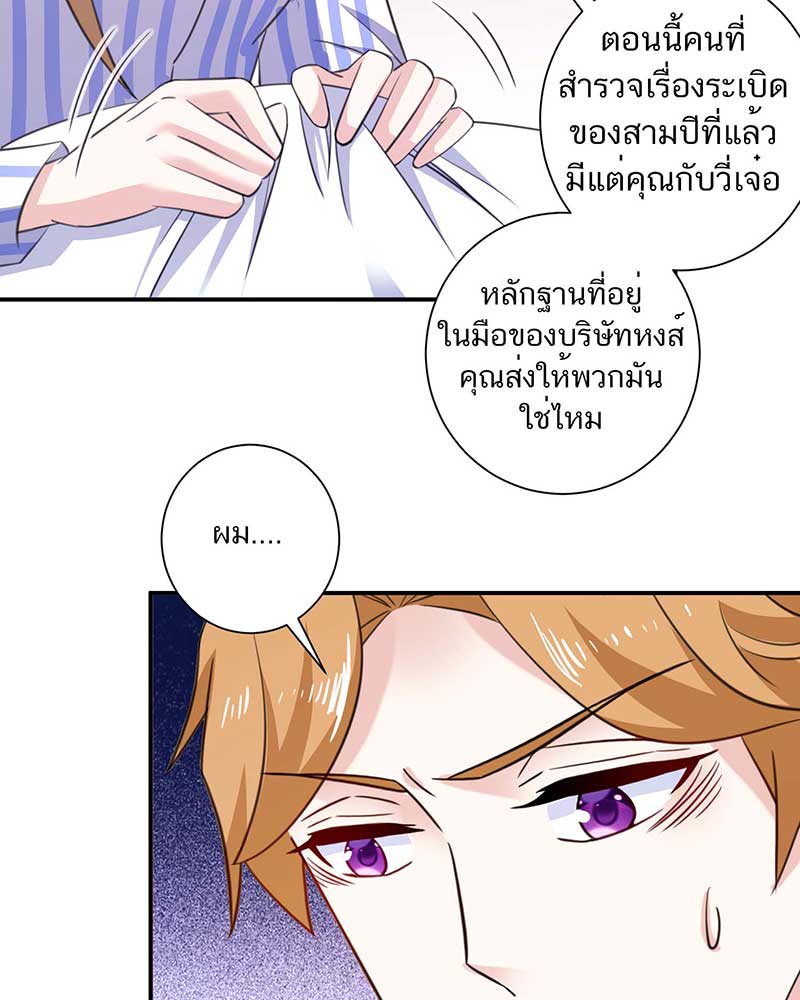 ตอนนี้คนที่
สำรวจเรื่องระเบิด
ของสามปีที่แล้ว
มีแต่คุณกับวี่เจ๋อ
หลักฐานที่อยู่
ในมือของบริษัทหงส์
คุณส่งให้พวกมัน
ใช่ไหม
ผม....